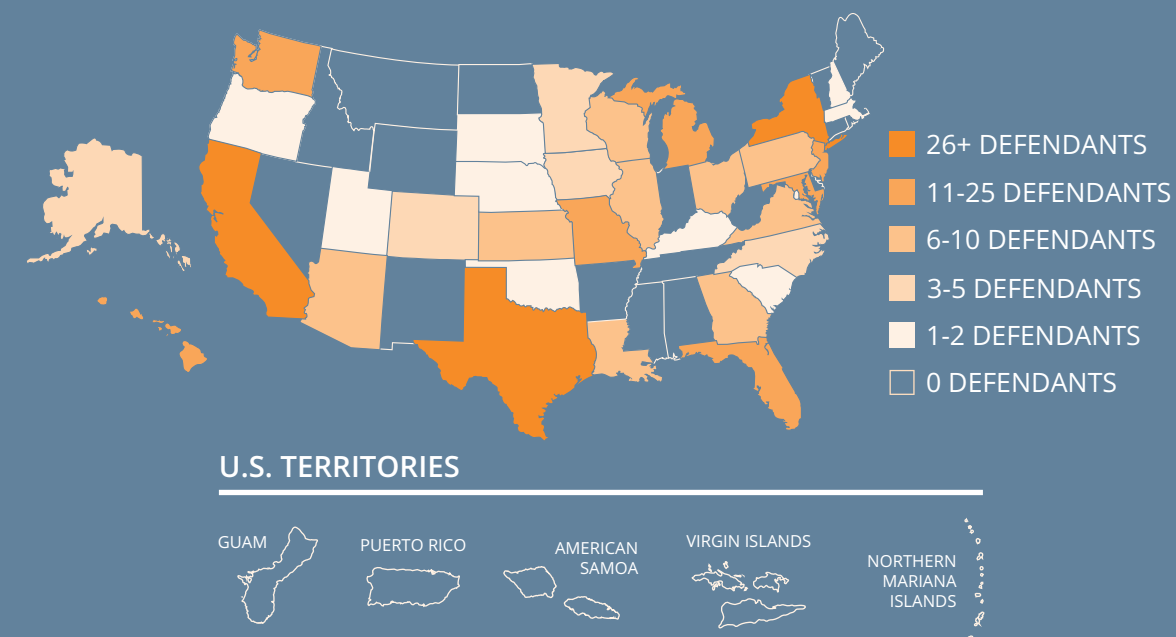 26+ DEFENDANTS
11-25 DEFENDANTS
6-10 DEFENDANTS
3-5 DEFENDANTS
1-2 DEFENDANTS
0 DEFENDANTS
U.S. TERRITORIES
GUAM
PUERTO RICO
AMERICAN
SAMOA
VIRGIN ISLANDS
NORTHERN
MARIANA
ISLANDS